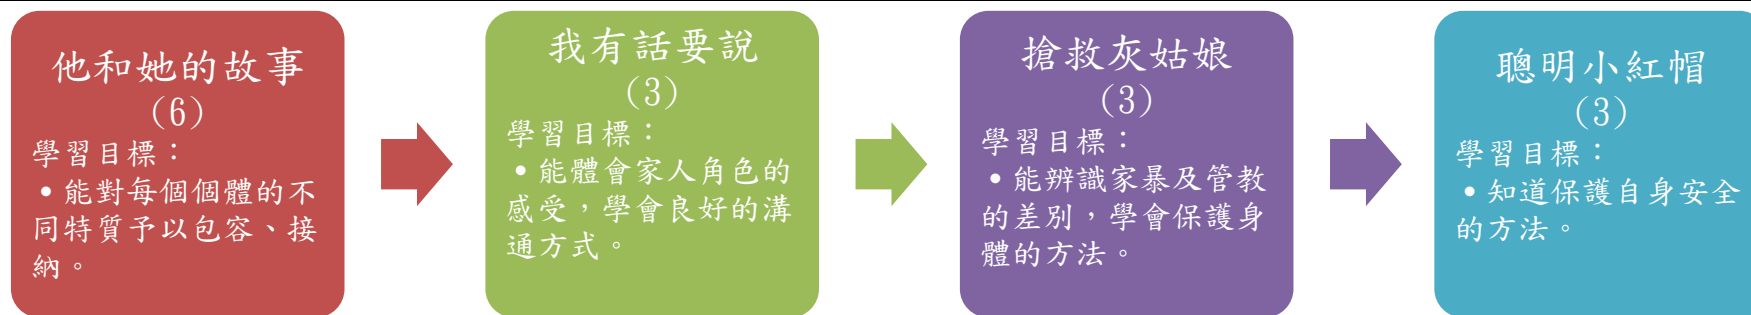 他和她的故事
(6)
學習目標：
•能對每個個體的不
同特質予以包容、接
納。
我有話要說
(3)
學習目標：
•能體會家人角色的
感受，學會良好的溝
通方式。
搶救灰姑娘
(3)
學習目標：
•能辨識家暴及管教
的差別，學會保護身
體的方法。
聰明小紅帽
(3)
學習目標：
•知道保護自身安全
的方法。